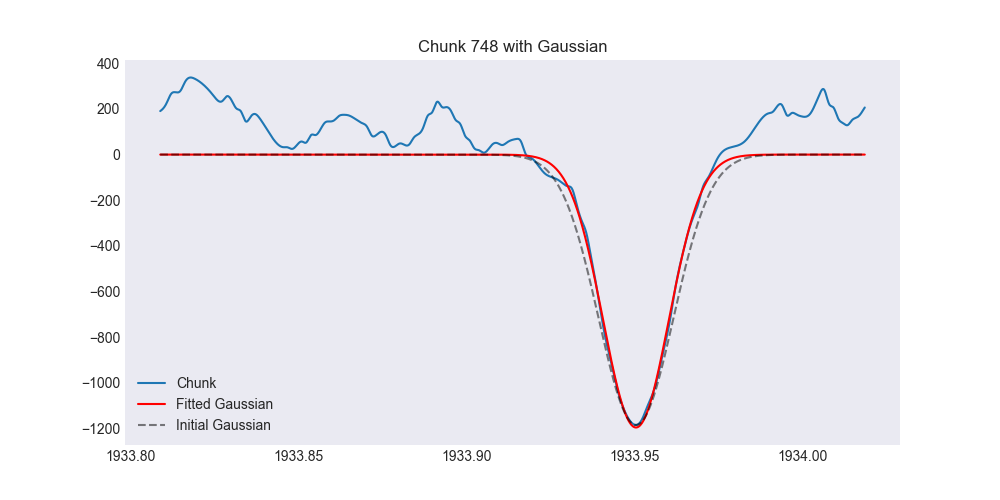 Chunk 748 with Gaussian
400
200
0
−200
−400
−600
−800
−1000
−1200
Chunk
Fitted Gaussian
Initial Gaussian
1933.80 1933.85 1933.90 1933.95 1934.00